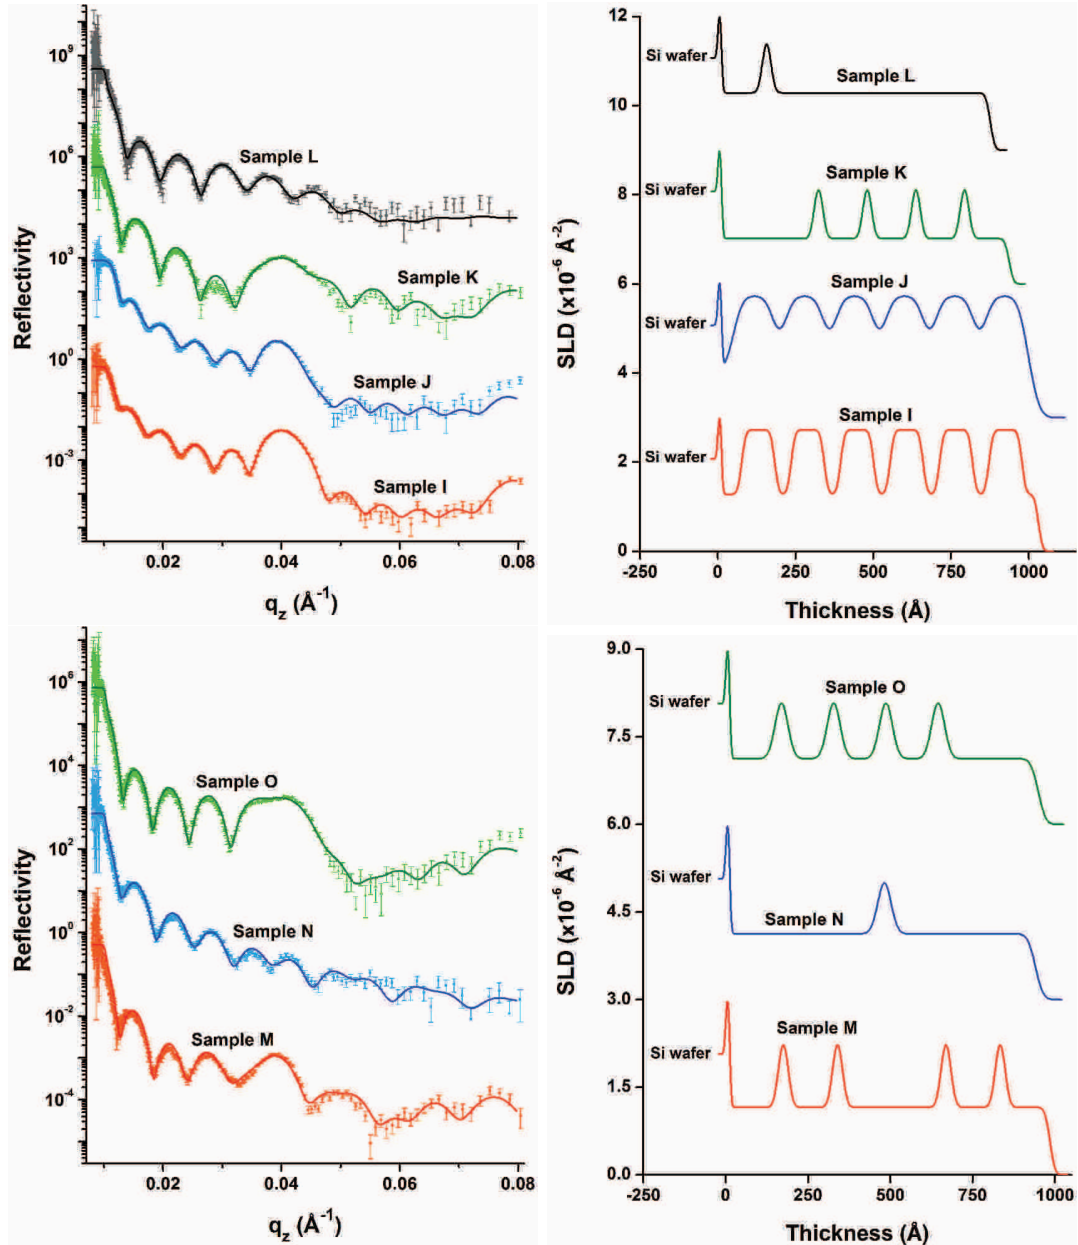 10^9
10^6
10^3
10^0
10^-3
Reflectivity
Sample L
Sample K
Sample J
Sample I
0.02 0.04 0.06 0.08
q_z (Å^-1)
12
10
8
6
4
2
0
SLD (x10^-6 Å^-2)
Si wafer
Sample L
Si wafer
Sample K
Si wafer
Sample J
Si wafer
Sample I
-250 0 250 500 750 1000
Thickness (Å)
10^6
10^4
10^2
10^0
10^-2
10^-4
Reflectivity
Sample O
Sample N
Sample M
0.02 0.04 0.06 0.08
q_z (Å^-1)
9.0
7.5
6.0
4.5
3.0
1.5
0.0
SLD (x10^-6 Å^-2)
Si wafer
Sample O
Si wafer
Sample N
Si wafer
Sample M
-250 0 250 500 750 1000
Thickness (Å)